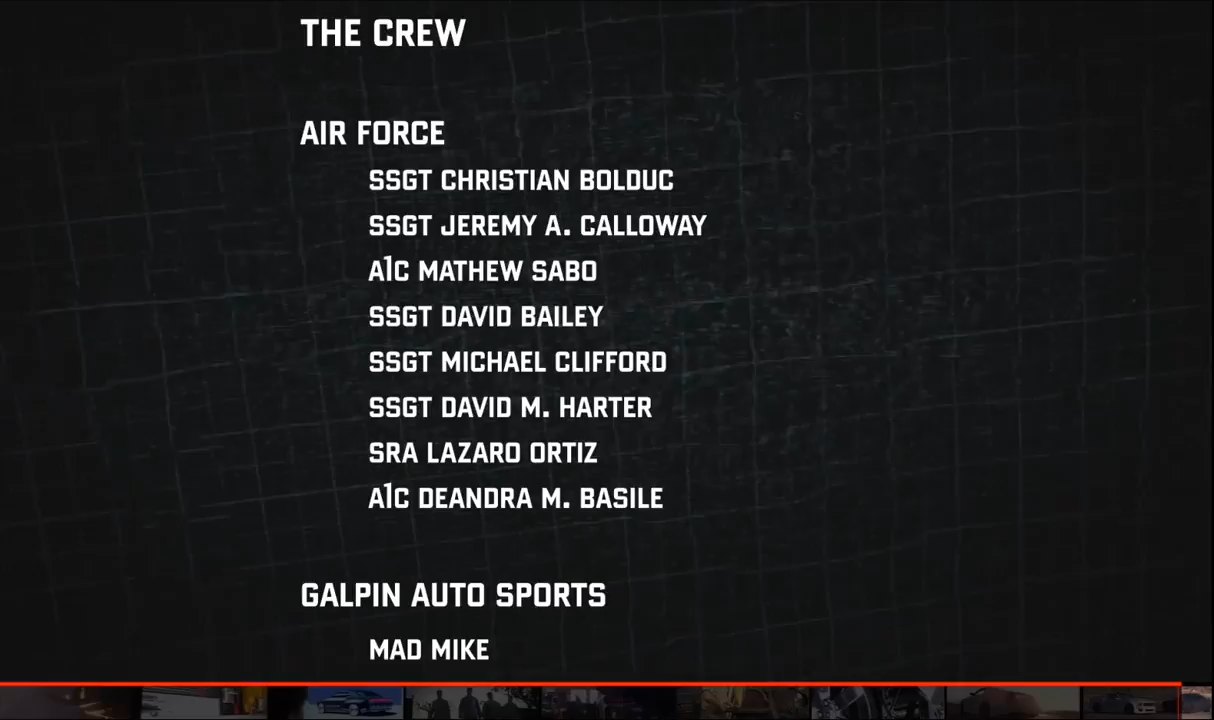 THE CREW
AIR FORCE
SSGT CHRISTIAN BOLDUC
SSGT JEREMY A. CALLOWAY
A1C MATHEW SABO
SSGT DAVID BAILEY
SSGT MICHAEL CLIFFORD
SSGT DAVID M. HARTER
SRA LAZARO ORTIZ
A1C DEANDRA M. BASILE
GALPIN AUTO SPORTS
MAD MIKE